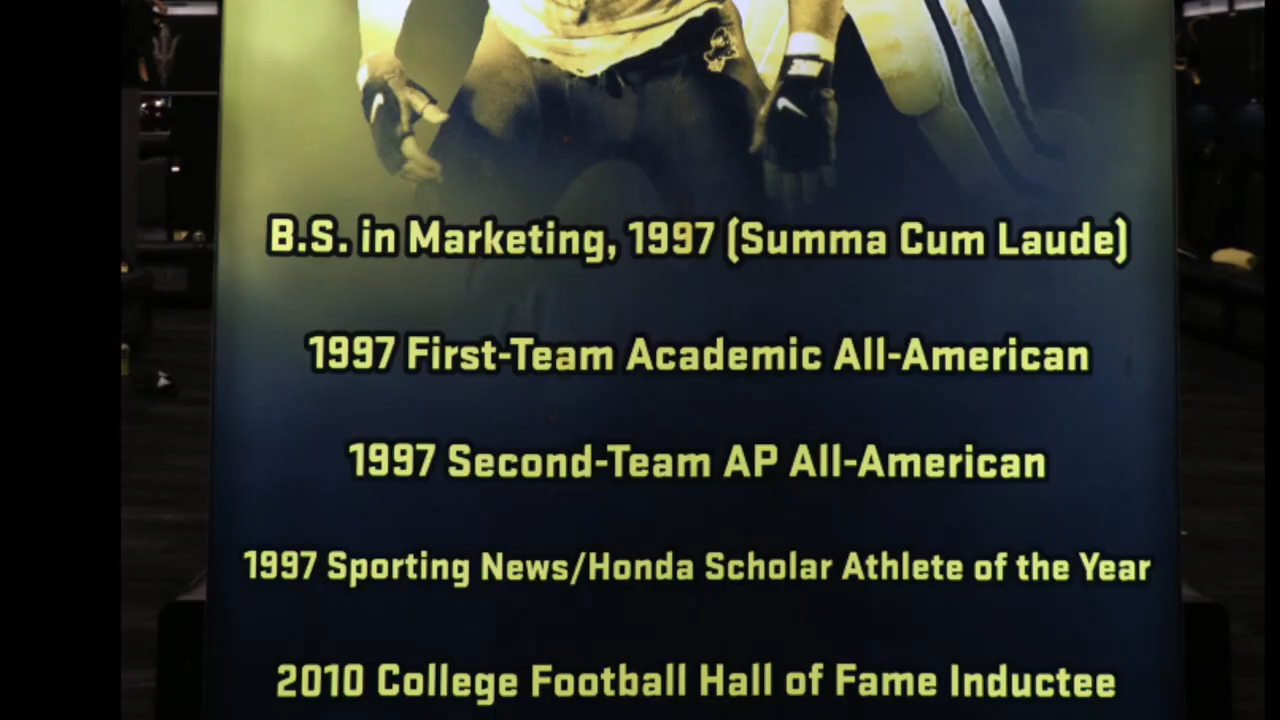 B.S. in Marketing, 1997 (Summa Cum Laude)
1997 First-Team Academic All-American
1997 Second-Team AP All-American
1997 Sporting News/Honda Scholar Athlete of the Year
2010 College Football Hall of Fame Inductee